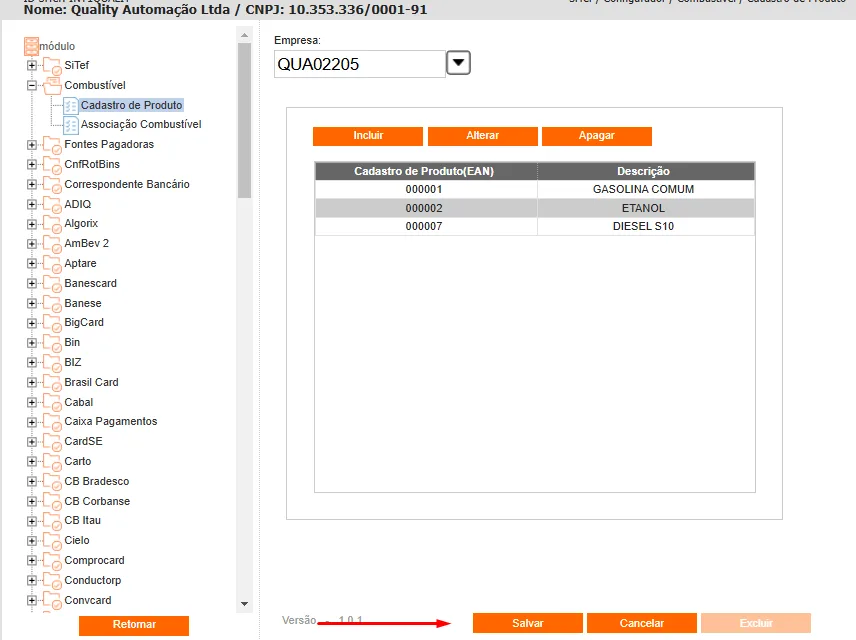 Nome: Quality Automação Ltda / CNPJ: 10.353.336/0001-91
módulo
SiTef
Combustível
Cadastro de Produto
Associação Combustível
Fontes Pagadoras
CnfRotBins
Correspondente Bancário
ADIQ
Algorix
AmBev 2
Aptare
Banescard
Banese
BigCard
Bin
BIZ
Brasil Card
Cabal
Caixa Pagamentos
CardSE
Carto
CB Bradesco
CB Corbanse
CB Itau
Cielo
Comprocard
Conductorp
Convcard
Retornar
Empresa:
QUA02205
Incluir Alterar Apagar
Cadastro de Produto(EAN) Descrição
000001 GASOLINA COMUM
000002 ETANOL
000007 DIESEL S10
Versão 1.0.1
Salvar Cancelar Excluir